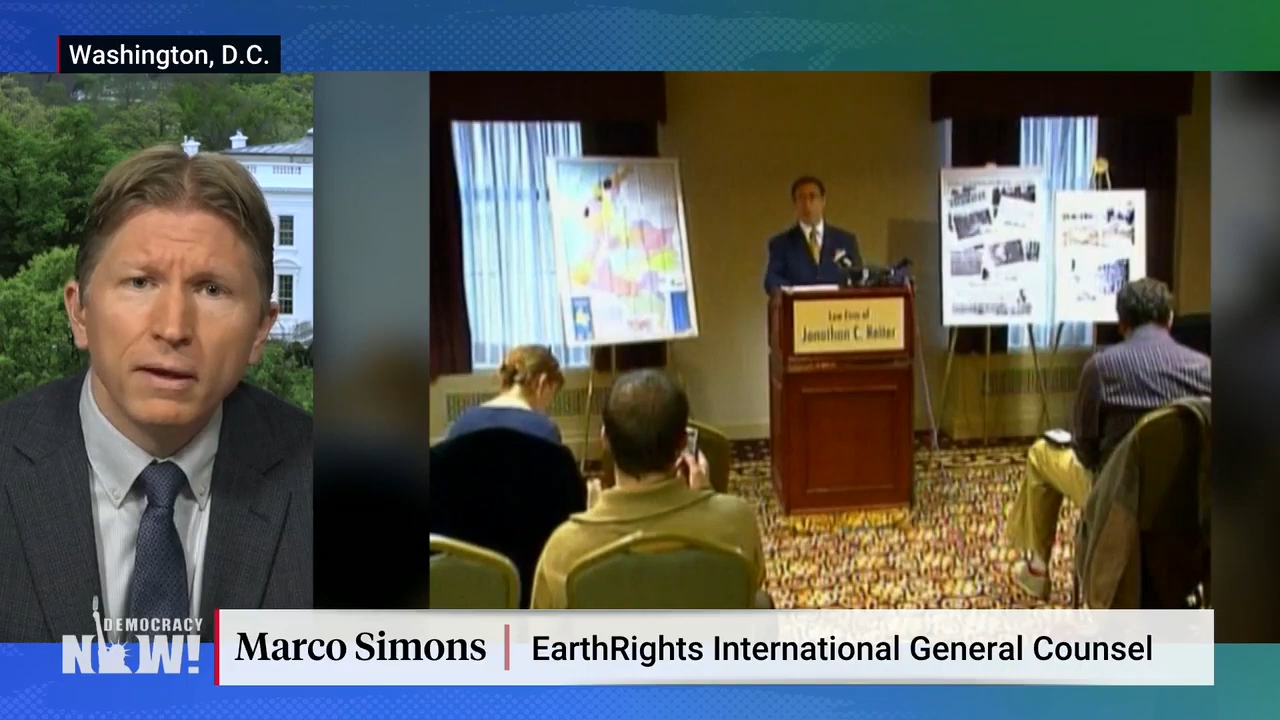 Washington, D.C.
Law Firm of
Jonathan C. Reiter
DEMOCRACY
NOW!
Marco Simons | EarthRights International General Counsel